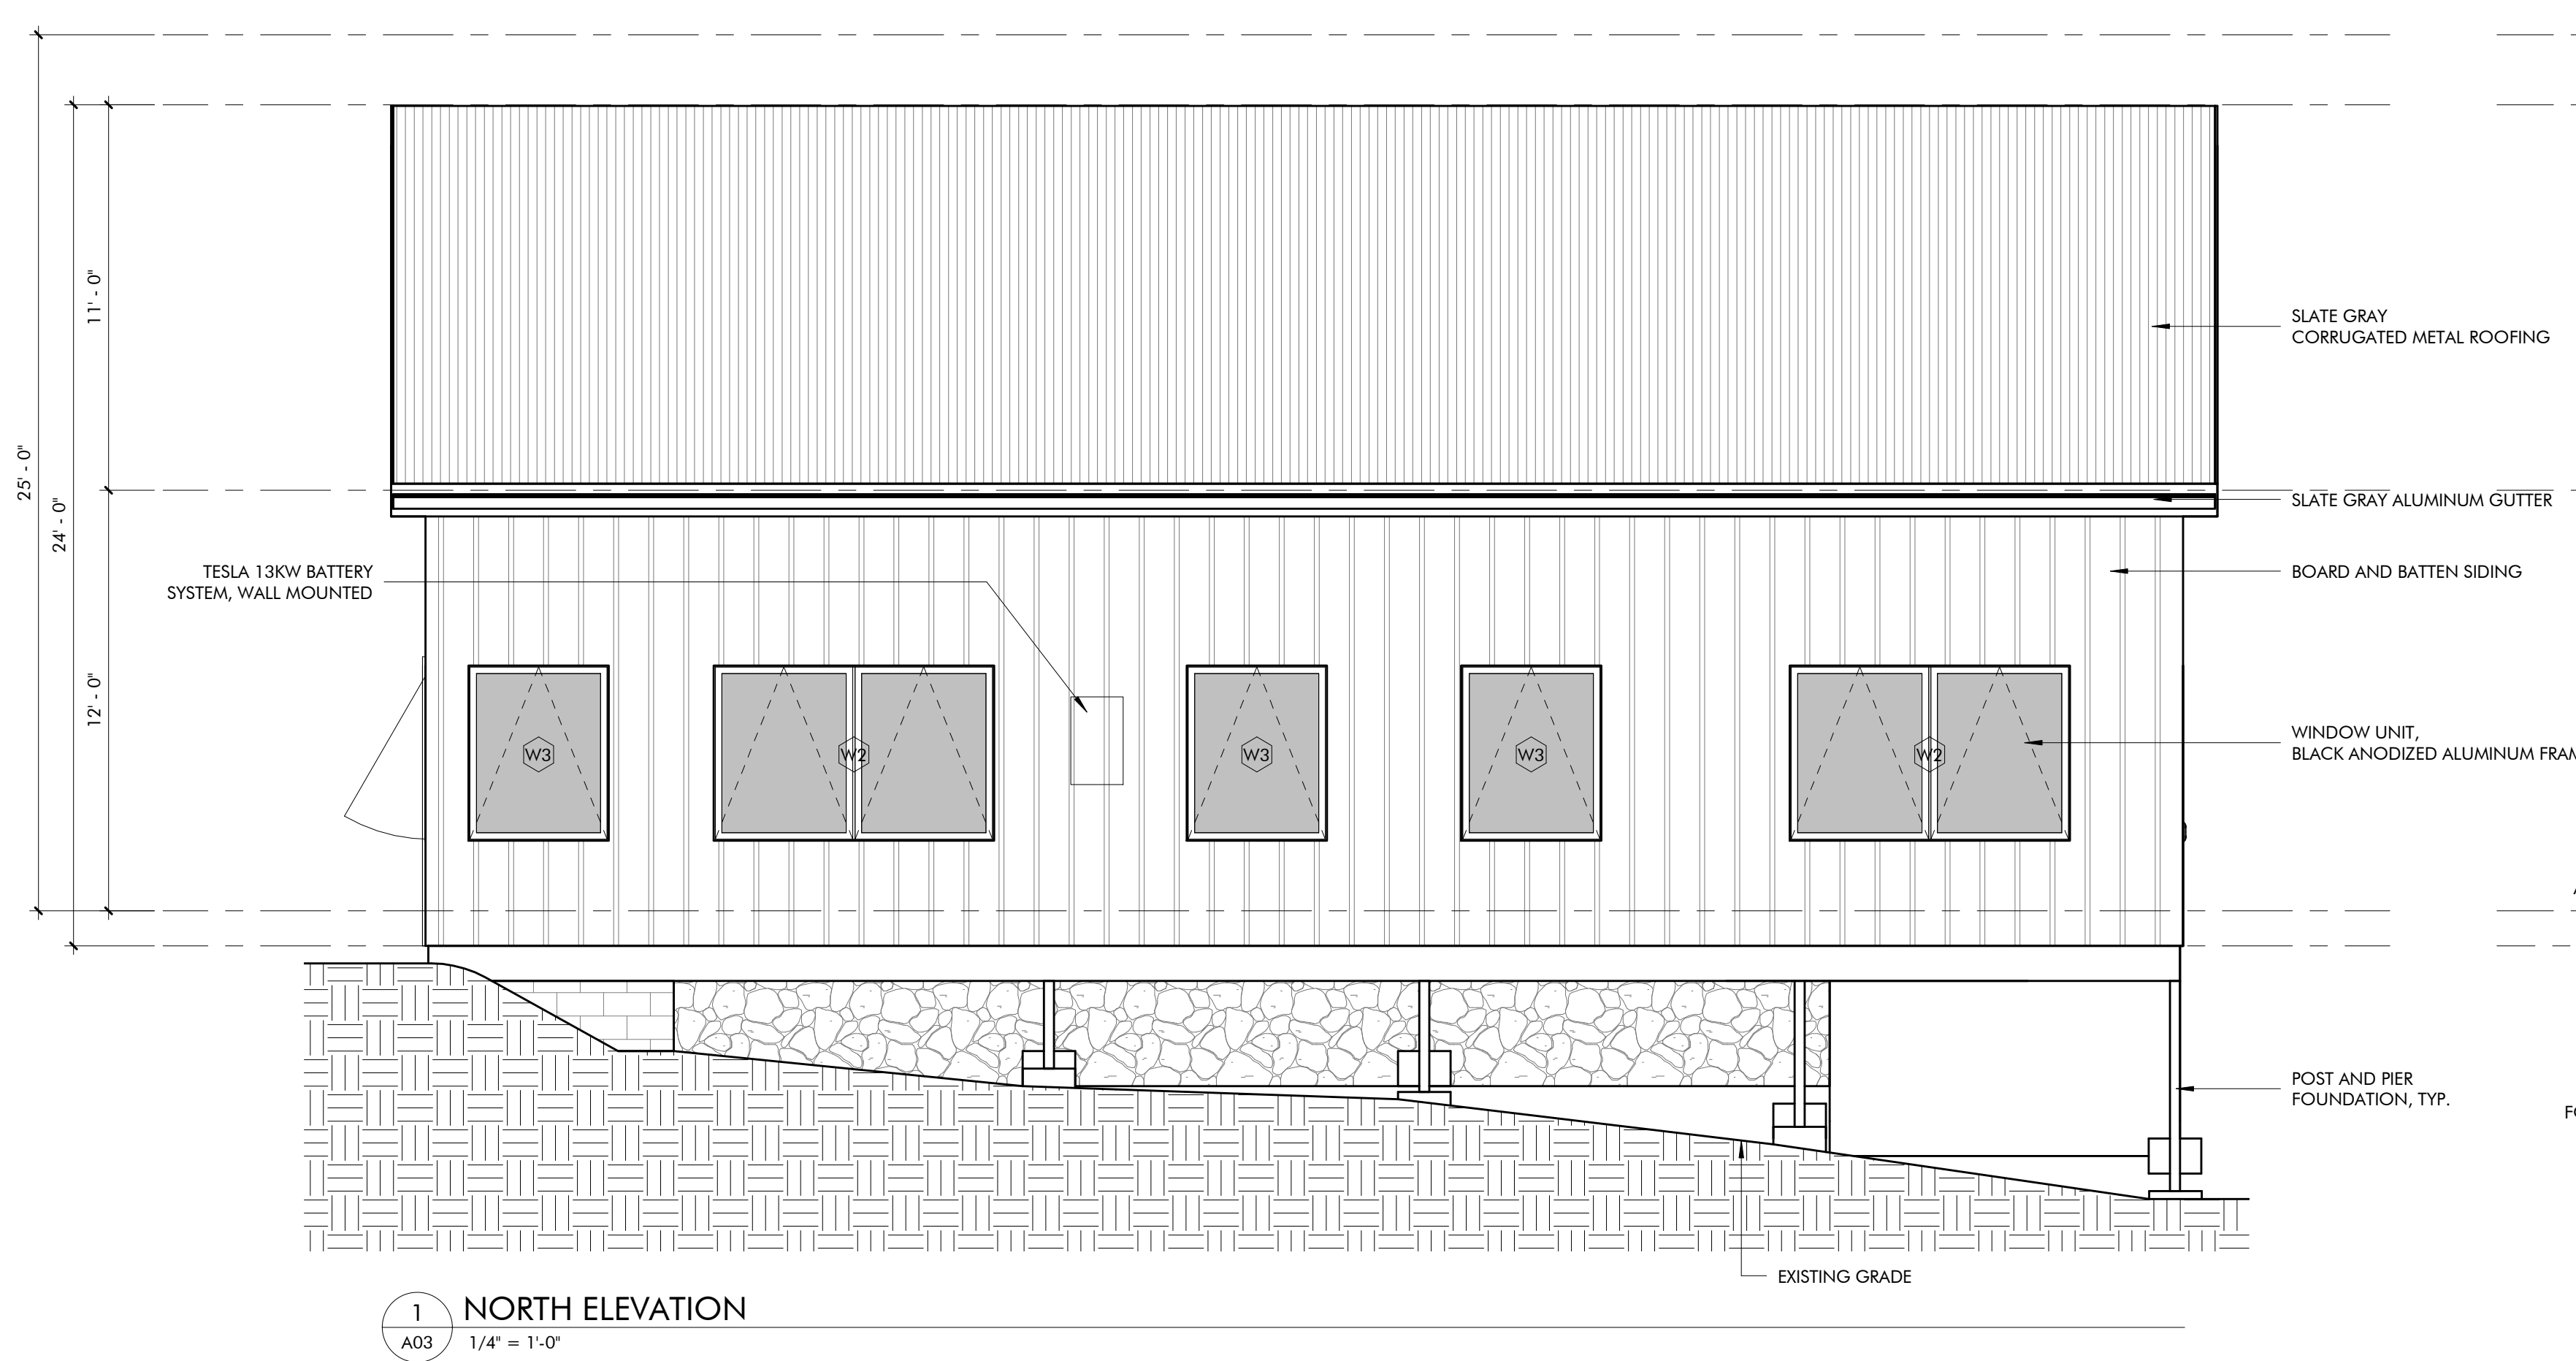 25' - 0"
24' - 0"
11' - 0"
12' - 0"
SLATE GRAY
CORRUGATED METAL ROOFING
SLATE GRAY ALUMINUM GUTTER
TESLA 13KW BATTERY
SYSTEM, WALL MOUNTED
BOARD AND BATTEN SIDING
W3
W2
W3
W3
W2
WINDOW UNIT,
BLACK ANODIZED ALUMINUM
POST AND PIER
FOUNDATION, TYP.
EXISTING GRADE
1
A03
NORTH ELEVATION
1/4" = 1'-0"